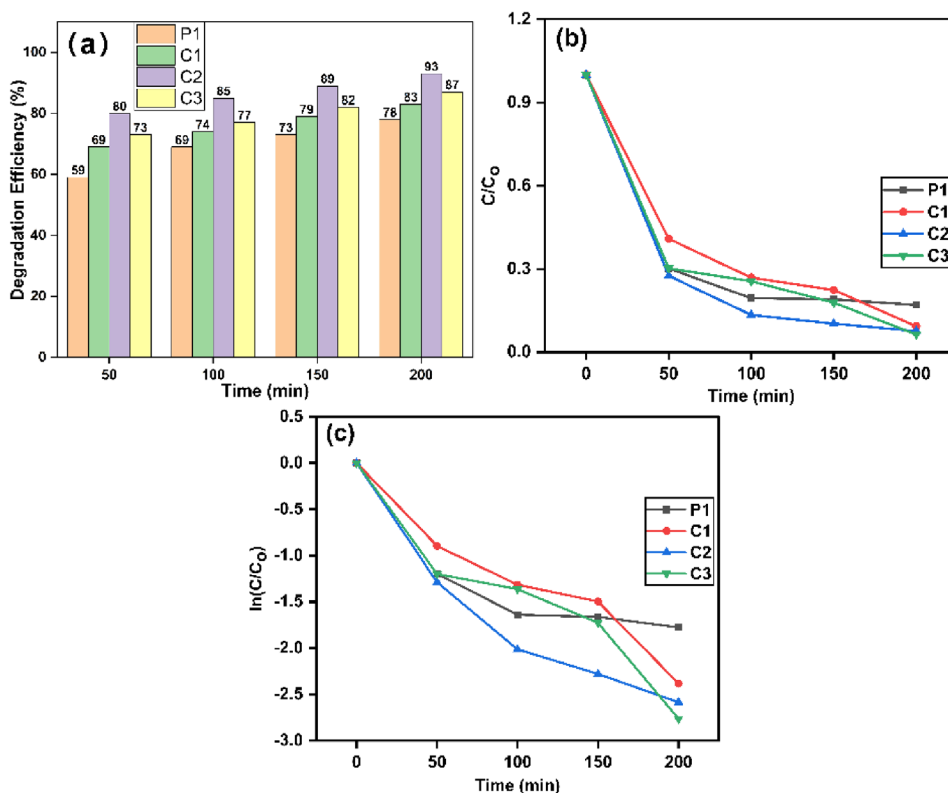 (a)
P1
C1
C2
C3
Degradation Efficiency (%)
100
80
60
40
20
0
59
69
80
73
69
74
85
77
73
79
89
82
78
83
93
87
50 100 150 200
Time (min)
(b)
C/Co
1.2
0.9
0.6
0.3
0.0
P1
C1
C2
C3
0 50 100 150 200
Time (min)
(c)
ln(C/Co)
0.5
0.0
-0.5
-1.0
-1.5
-2.0
-2.5
-3.0
P1
C1
C2
C3
0 50 100 150 200
Time (min)